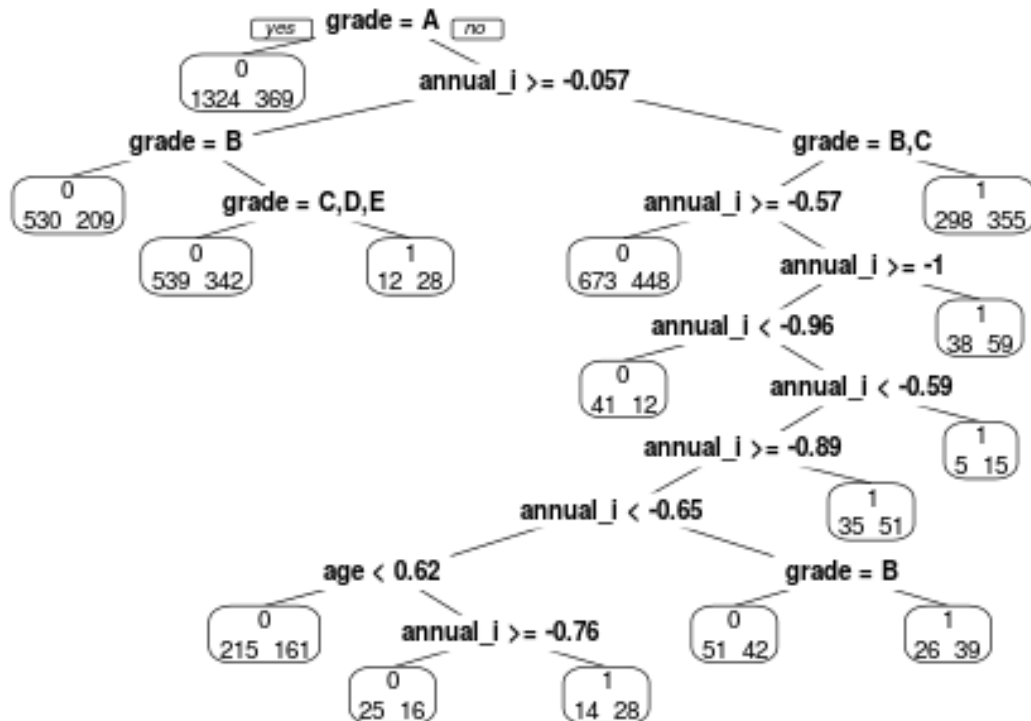 yes grade = A no
0
1324 369
annual_i >= -0.057
grade = B
grade = B,C
0
530 209
grade = C,D,E
annual_i >= -0.57
1
298 355
0
539 342
1
12 28
0
673 448
annual_i >= -1
annual_i < -0.96
1
38 59
0
41 12
annual_i < -0.59
annual_i >= -0.89
1
5 15
annual_i < -0.65
1
35 51
age < 0.62
grade = B
0
215 161
annual_i >= -0.76
0
51 42
1
26 39
0
25 16
1
14 28